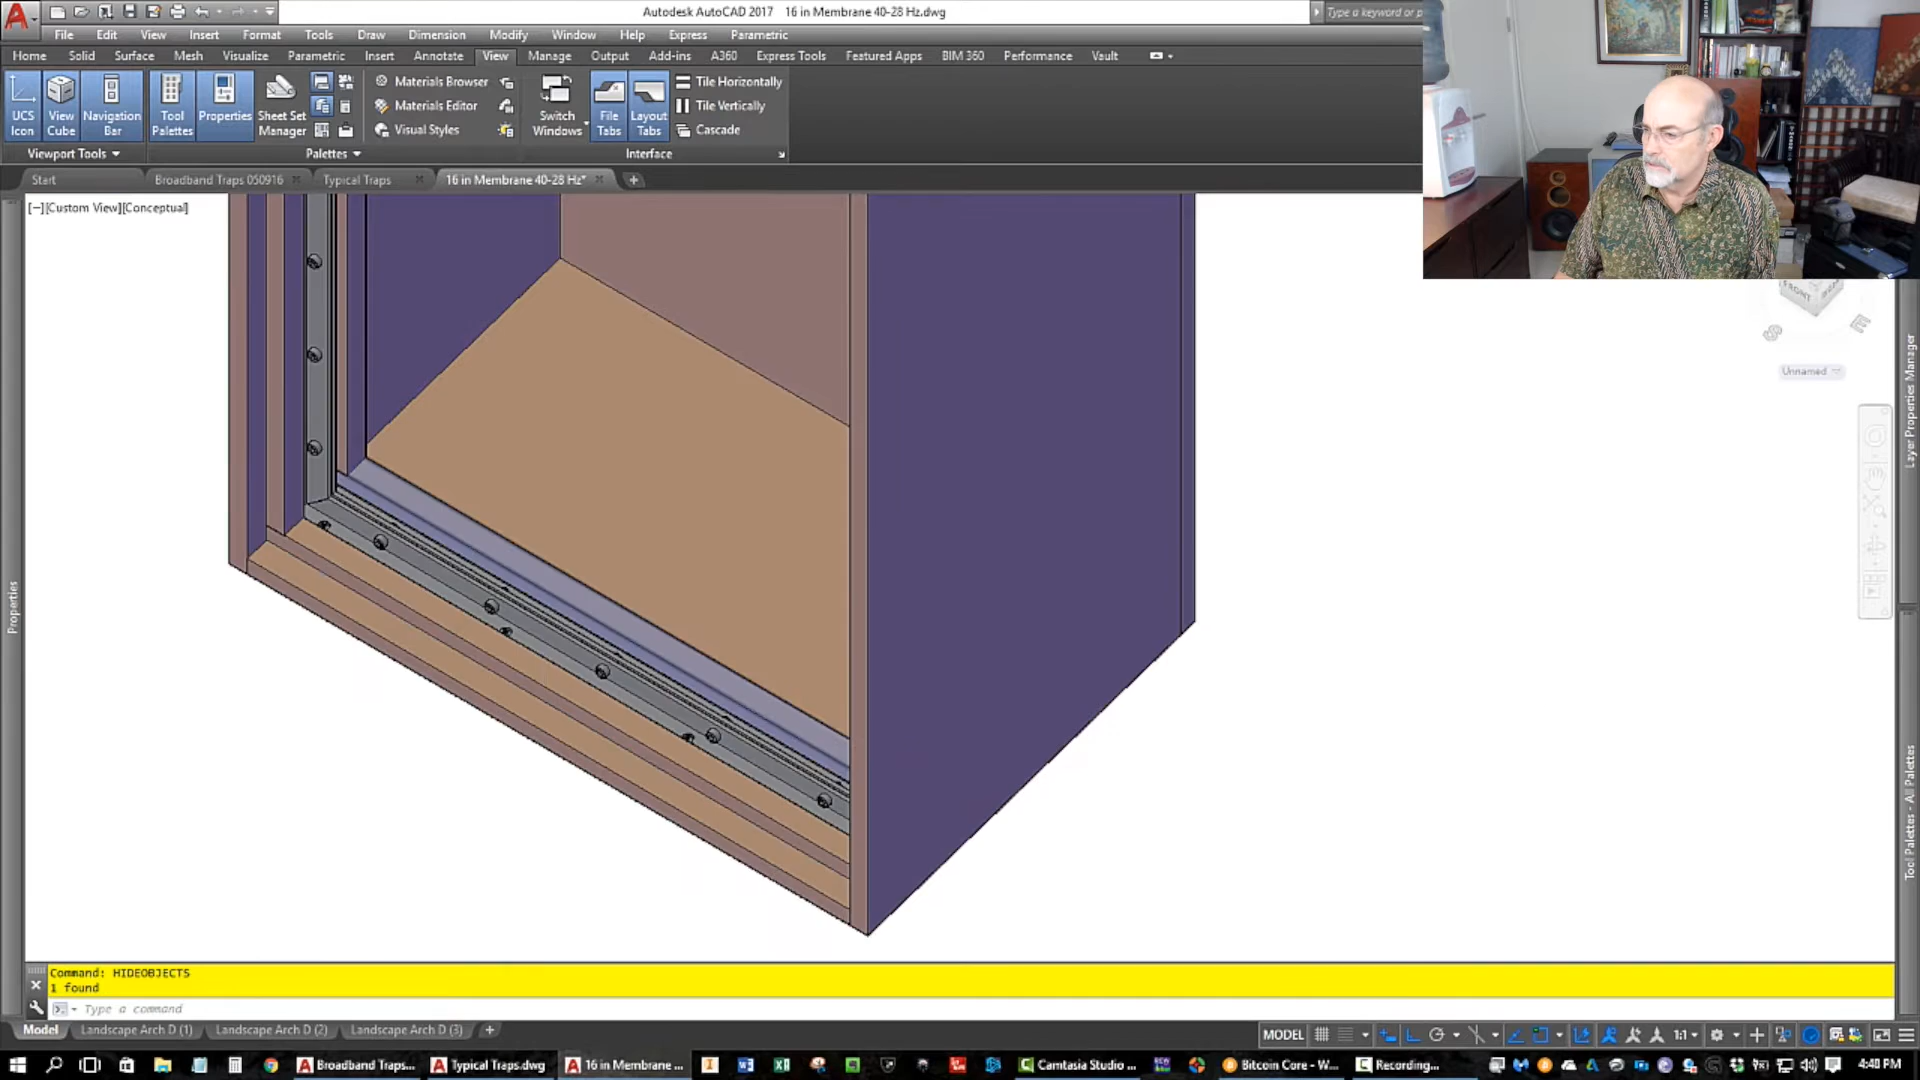 Autodesk AutoCAD 2017 16 in Membrane 40-28 Hz.dwg
Type a keyword or p
File Edit View Insert Format Tools Draw Dimension Modify Window Help Express Parametric
Home Solid Surface Mesh Visualize Parametric Insert Annotate View Manage Output Add-ins A360 Express Tools Featured Apps BIM 360 Performance Vault
UCS Icon
View Cube
Navigation Bar
Tool Palettes
Properties
Sheet Set Manager
Materials Browser
Materials Editor
Visual Styles
Switch Windows
File Tabs
Layout Tabs
Tile Horizontally
Tile Vertically
Cascade
Viewport Tools
Palettes
Interface
Start
Broadband Traps 050916
Typical Traps
16 in Membrane 40-28 Hz*
[−][Custom View][Conceptual]
FRONT
S
E
Unnamed
Layer Properties Manager
Properties
Tool Palettes - All Palettes
Command: HIDEOBJECTS
1 found
Type a command
Model Landscape Arch D (1) Landscape Arch D (2) Landscape Arch D (3)
MODEL
1:1
Broadband Traps...
Typical Traps.dwg
16 in Membrane ...
Camtasia Studio ...
Bitcoin Core - W...
Recording...
4:48 PM